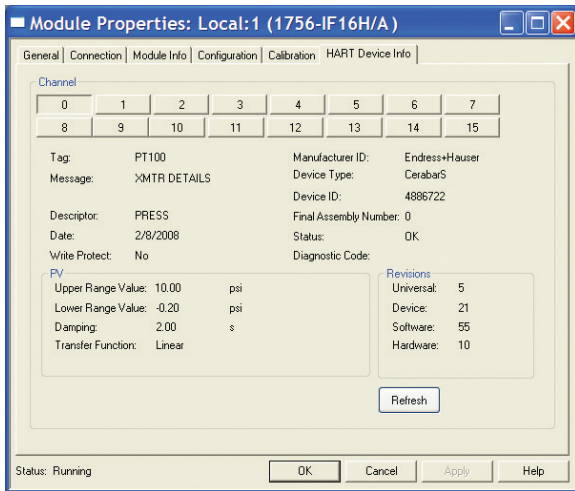 Module Properties: Local:1 (1756-IF16H/A)
General Connection Module Info Configuration Calibration HART Device Info
Channel
0 1 2 3 4 5 6 7
8 9 10 11 12 13 14 15
Tag: PT100 Manufacturer ID: Endress+Hauser
Message: XMTR DETAILS Device Type: CerabarS
Device ID: 4886722
Descriptor: PRESS Final Assembly Number: 0
Date: 2/8/2008 Status: OK
Write Protect: No Diagnostic Code:
PV Revisions
Upper Range Value: 10.00 psi Universal: 5
Lower Range Value: -0.20 psi Device: 21
Damping: 2.00 s Software: 55
Transfer Function: Linear Hardware: 10
Refresh
Status: Running OK Cancel Apply Help